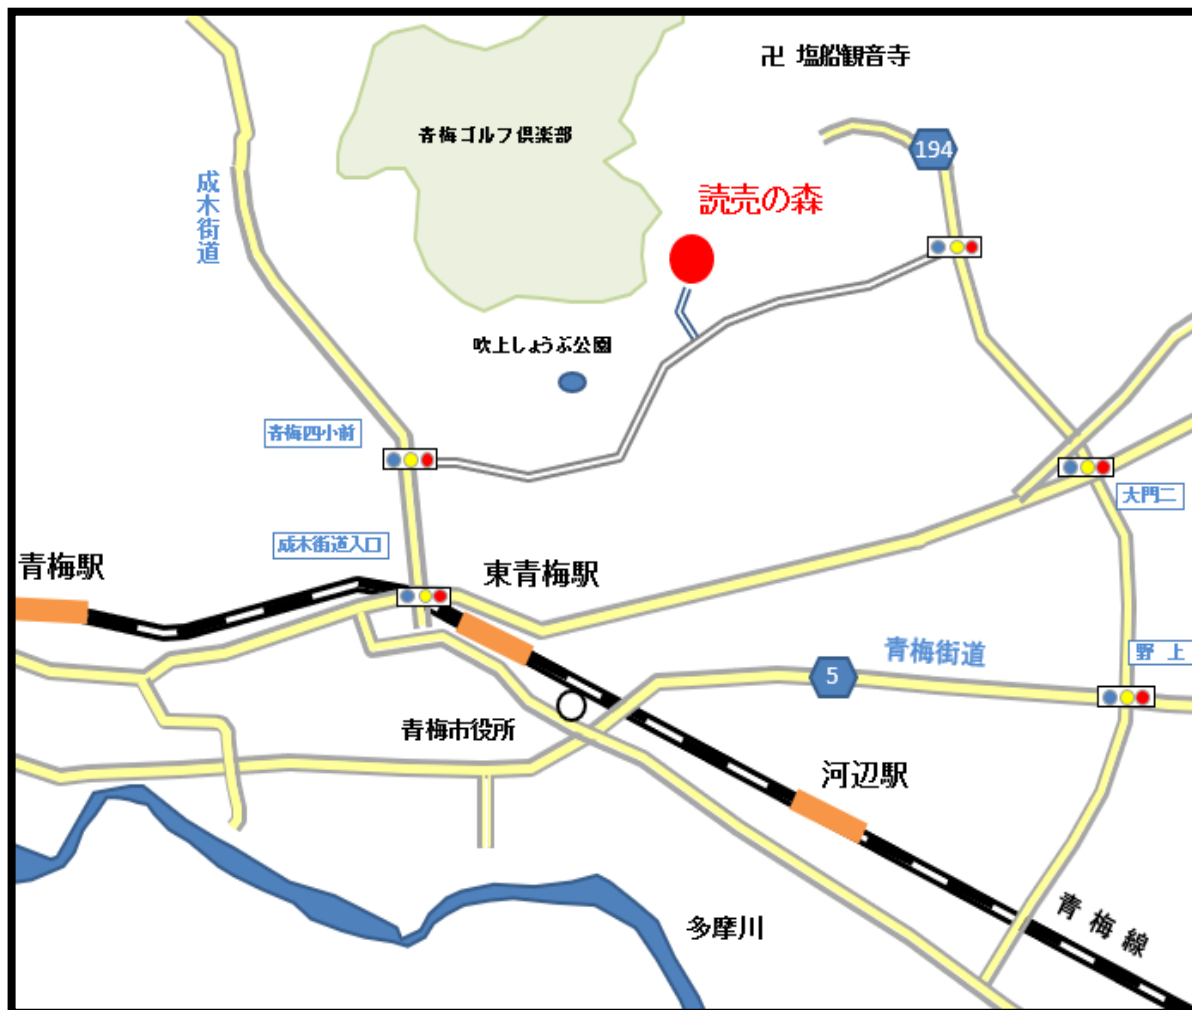 卍 塩船観音寺
青梅ゴルフ倶楽部
194
成木街道
読売の森
吹上しょうぶ公園
青梅四小前
大門二
成木街道入口
青梅駅
東青梅駅
青梅街道
野 上
5
青梅市役所
河辺駅
青梅線
多摩川